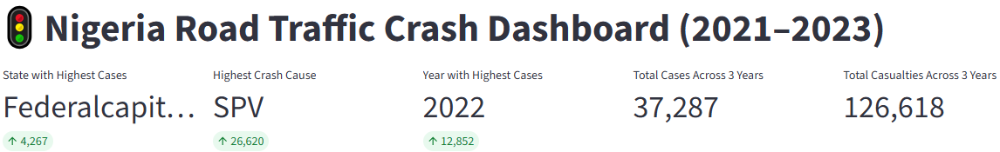 Nigeria Road Traffic Crash Dashboard (2021–2023)
State with Highest Cases
Federalcapit...
↑ 4,267
Highest Crash Cause
SPV
↑ 26,620
Year with Highest Cases
2022
↑ 12,852
Total Cases Across 3 Years
37,287
Total Casualties Across 3 Years
126,618